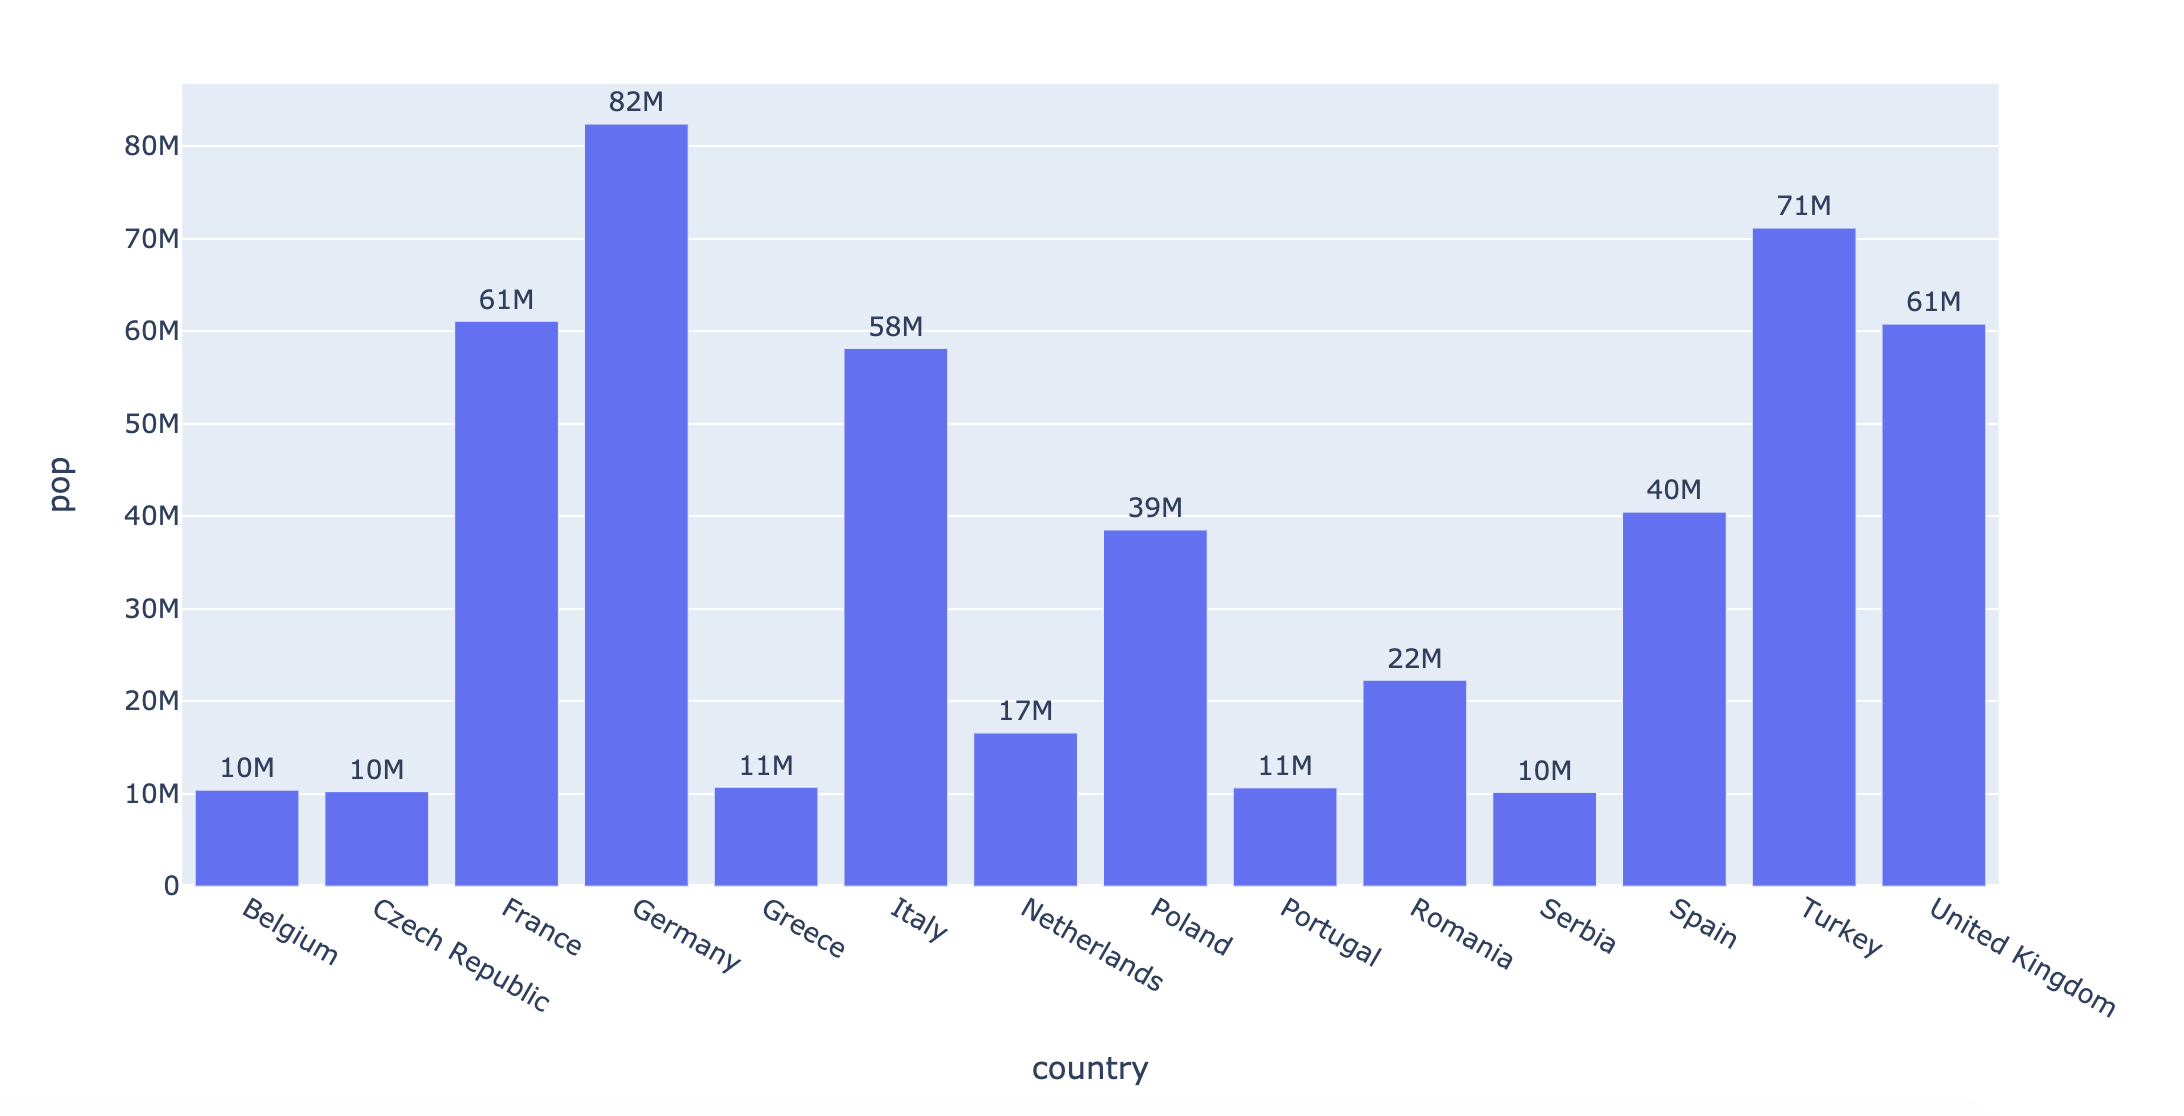 82M
80M
71M
70M
61M
61M
60M
58M
50M
40M
39M
40M
30M
22M
20M
17M
10M
10M
11M
11M
10M
10M
0
pop
Belgium
Czech Republic
France
Germany
Greece
Italy
Netherlands
Poland
Portugal
Romania
Serbia
Spain
Turkey
United Kingdom
country